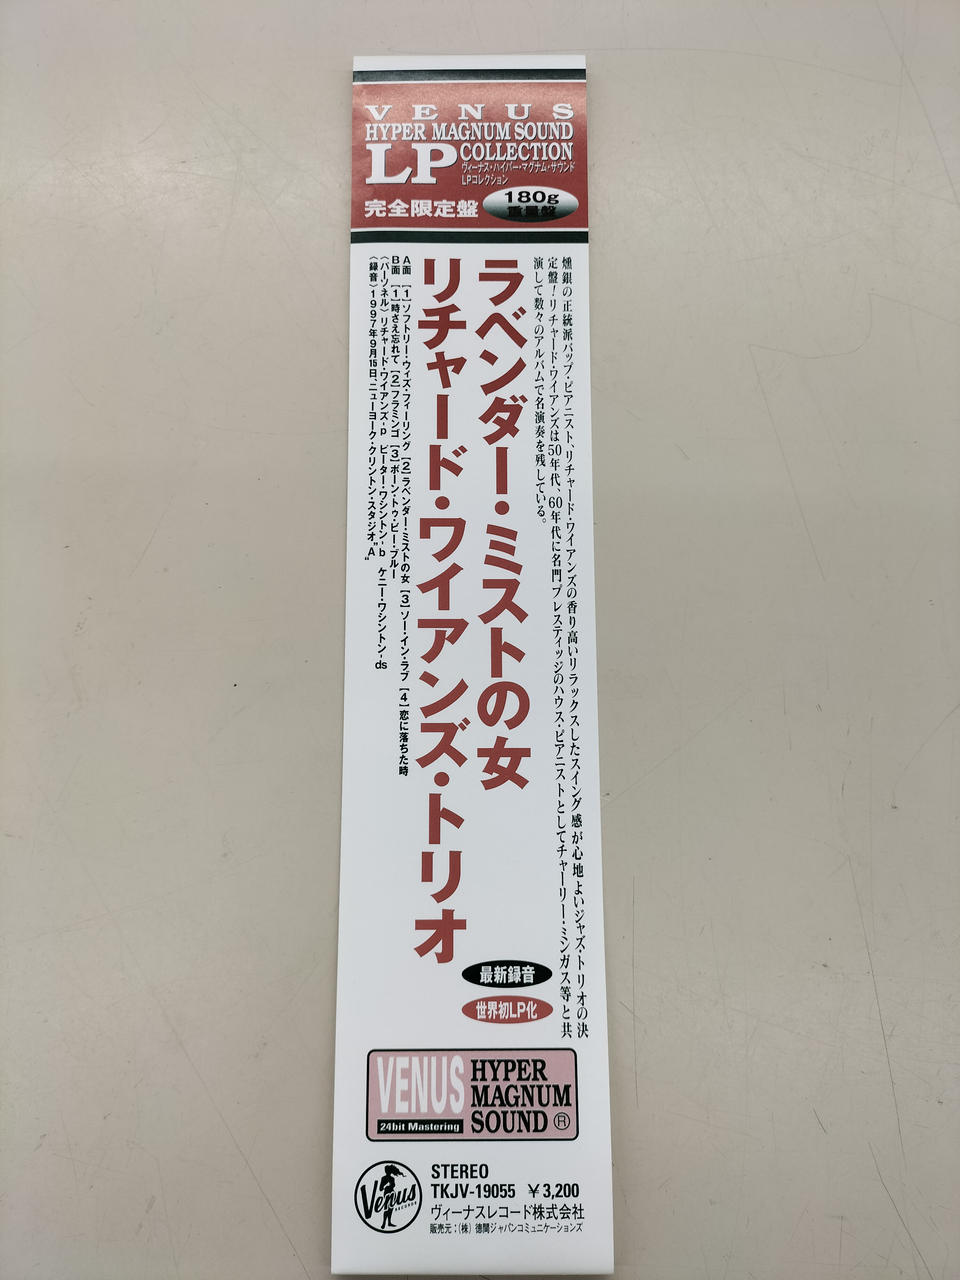 VENUS
HYPER MAGNUM SOUND
LP COLLECTION
ヴィーナス・ハイパー・マグナム・サウンド
LPコレクション
完全限定盤
180g
重量盤
燻銀の正統派バップ・ピアニスト、リチャード・ワイアンズの香り高いリラックスしたスイング感が心地よいジャズ・トリオの決
定盤!リチャード・ワイアンズは50年代、60年代に名門プレスティッジのハウス・ピアニストとしてチャーリー・ミンガス等と共
演して数々のアルバムで名演奏を残している。
ラベンダー・ミストの女
リチャード・ワイアンズ・トリオ
A面 [1]ソフトリー・ウィズ・フィーリング [2]ラベンダー・ミストの女 [3]ソー・イン・ラブ [4]恋に落ちた時
B面 [1]時さえ忘れて [2]フラミンゴ [3]ボーン・トゥ・ビー・ブルー
〈パーソネル〉リチャード・ワイアンズ-p ピーター・ワシントン-b ケニー・ワシントン-ds
〈録音〉1997年9月15日、ニューヨーク・クリントン・スタジオ"A"
最新録音
世界初LP化
VENUS
24bit Mastering
HYPER
MAGNUM
SOUND®
Venus
RECORDS
STEREO
TKJV-19055 ¥3,200
ヴィーナスレコード株式会社
販売元:(株)徳間ジャパンコミュニケーションズ